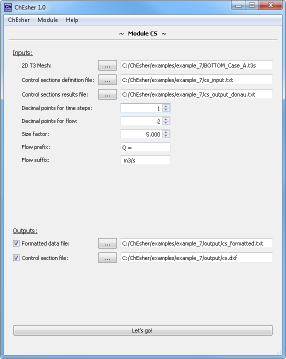 ChEsher 1.0
ChEsher Module Help
~ Module CS ~
Inputs:
2D T3 Mesh: ... C:/ChEsher/examples/example_7/BOTTOM_Case_A.t3s
Control sections definition file: ... C:/ChEsher/examples/example_7/cs_input.txt
Control sections results file: ... C:/ChEsher/examples/example_7/cs_output_donau.txt
Decimal points for time steps: 1
Decimal points for flow: 2
Size factor: 5.000
Flow prefix: Q =
Flow suffix: m3/s
Outputs:
Formatted data file: ... C:/ChEsher/examples/example_7/output/cs_formatted.txt
Control section file: ... C:/ChEsher/examples/example_7/output/cs.dxf
Let's go!